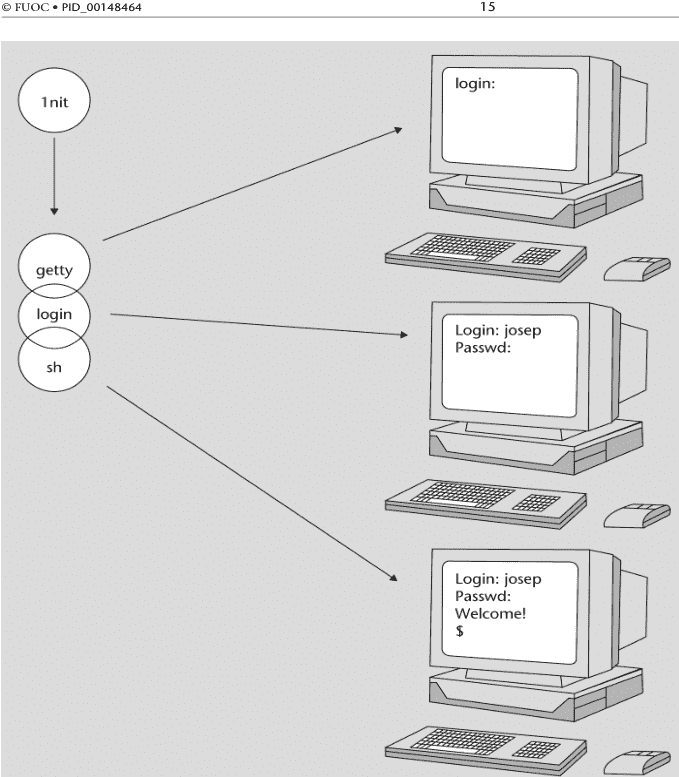 © FUOC • PID_00148464 15
1nit
getty
login
sh
login:
Login: josep
Passwd:
Login: josep
Passwd:
Welcome!
$